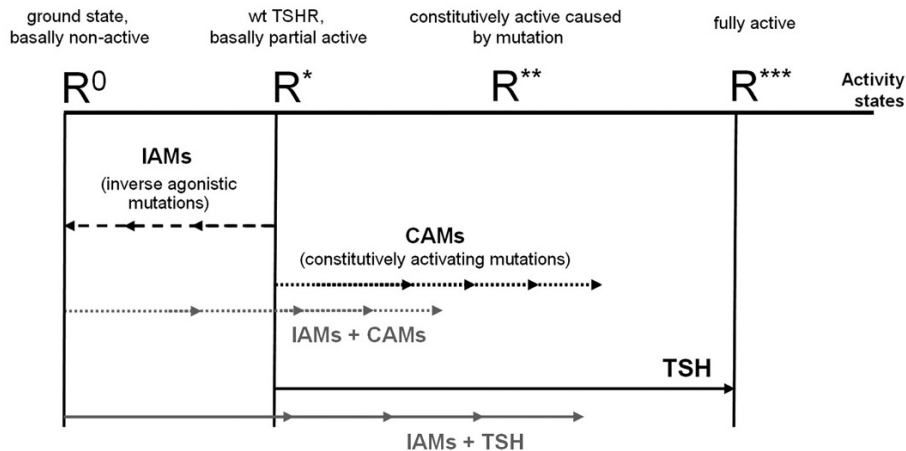 ground state,
basally non-active
wt TSHR,
basally partial active
constitutively active caused
by mutation
fully active
R⁰
R*
R**
R***
Activity
states
IAMs
(inverse agonistic
mutations)
CAMs
(constitutively activating mutations)
IAMs + CAMs
TSH
IAMs + TSH